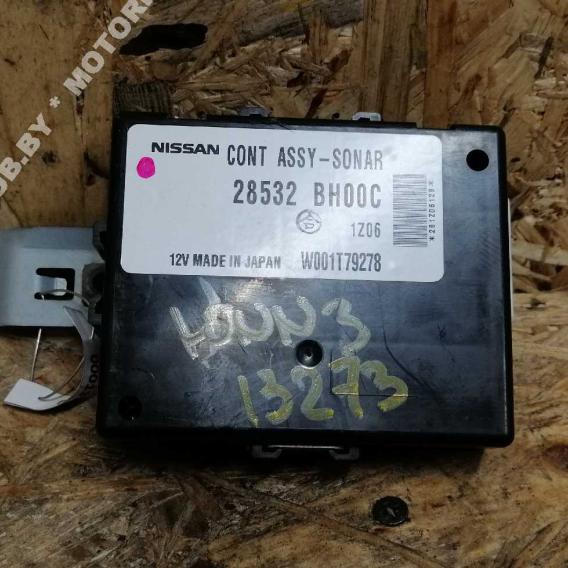 NISSAN CONT ASSY-SONAR
28532 BH00C
1Z06
12V MADE IN JAPAN W001T79278
13273